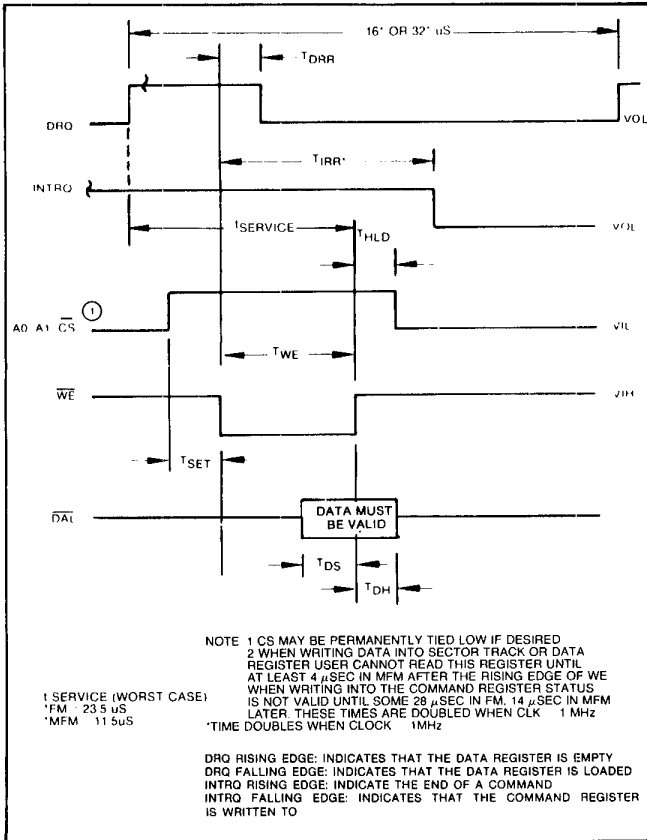 16* OR 32* uS
TDRR
DRQ
VOL
TIRR*
INTRQ
VOL
tSERVICE
THLD
1
A0 A1 CS
VIL
TWE
WE
VIH
TSET
DAL
DATA MUST
BE VALID
TDS
TDH
NOTE 1 CS MAY BE PERMANENTLY TIED LOW IF DESIRED
2 WHEN WRITING DATA INTO SECTOR TRACK OR DATA
REGISTER USER CANNOT READ THIS REGISTER UNTIL
AT LEAST 4 μSEC IN MFM AFTER THE RISING EDGE OF WE
WHEN WRITING INTO THE COMMAND REGISTER STATUS
IS NOT VALID UNTIL SOME 28 μSEC IN FM, 14 μSEC IN MFM
LATER. THESE TIMES ARE DOUBLED WHEN CLK 1 MHz
t SERVICE (WORST CASE)
*FM 23 5 uS
*MFM 11 5uS
*TIME DOUBLES WHEN CLOCK 1MHz
DRQ RISING EDGE: INDICATES THAT THE DATA REGISTER IS EMPTY
DRQ FALLING EDGE: INDICATES THAT THE DATA REGISTER IS LOADED
INTRQ RISING EDGE: INDICATE THE END OF A COMMAND
INTRQ FALLING EDGE: INDICATES THAT THE COMMAND REGISTER
IS WRITTEN TO